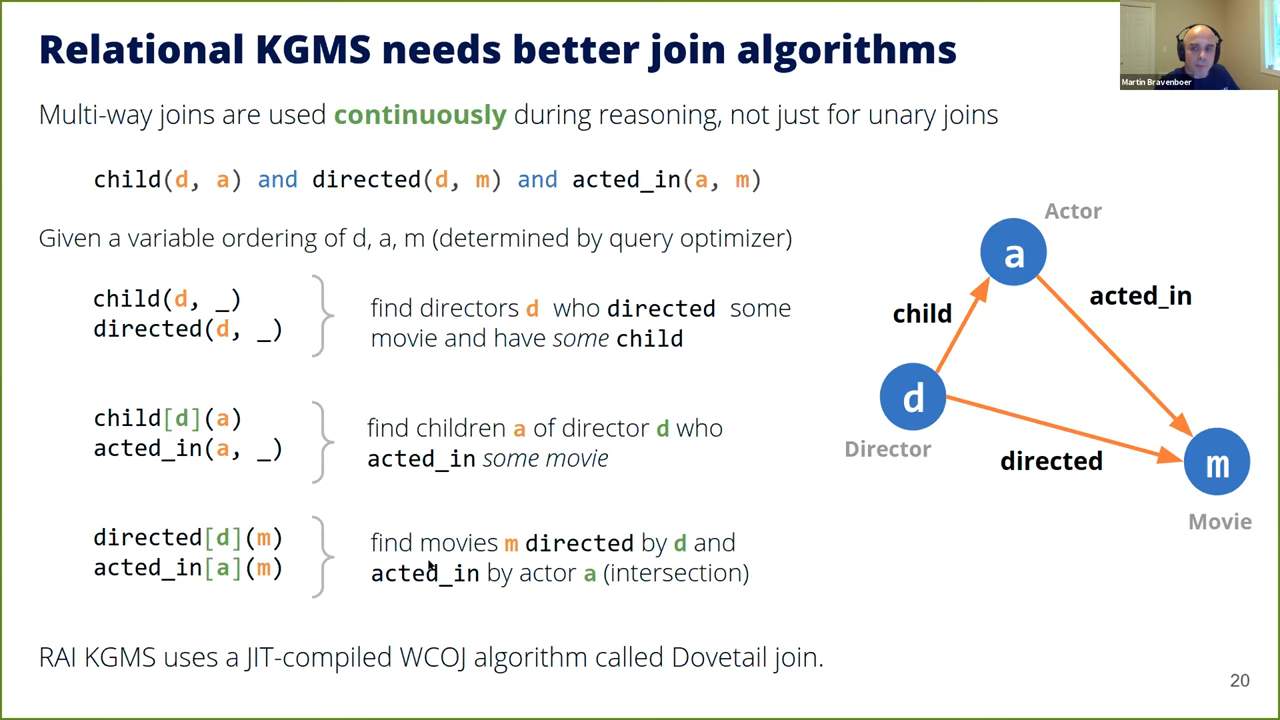 Relational KGMS needs better join algorithms
Martin Bravenboer
Multi-way joins are used continuously during reasoning, not just for unary joins
child(d, a) and directed(d, m) and acted_in(a, m)
Given a variable ordering of d, a, m (determined by query optimizer)
child(d, _)
directed(d, _)
find directors d who directed some
movie and have some child
child[d](a)
acted_in(a, _)
find children a of director d who
acted_in some movie
directed[d](m)
acted_in[a](m)
find movies m directed by d and
acted_in by actor a (intersection)
Actor
a
acted_in
child
d
Director
directed
m
Movie
RAI KGMS uses a JIT-compiled WCOJ algorithm called Dovetail join.
20